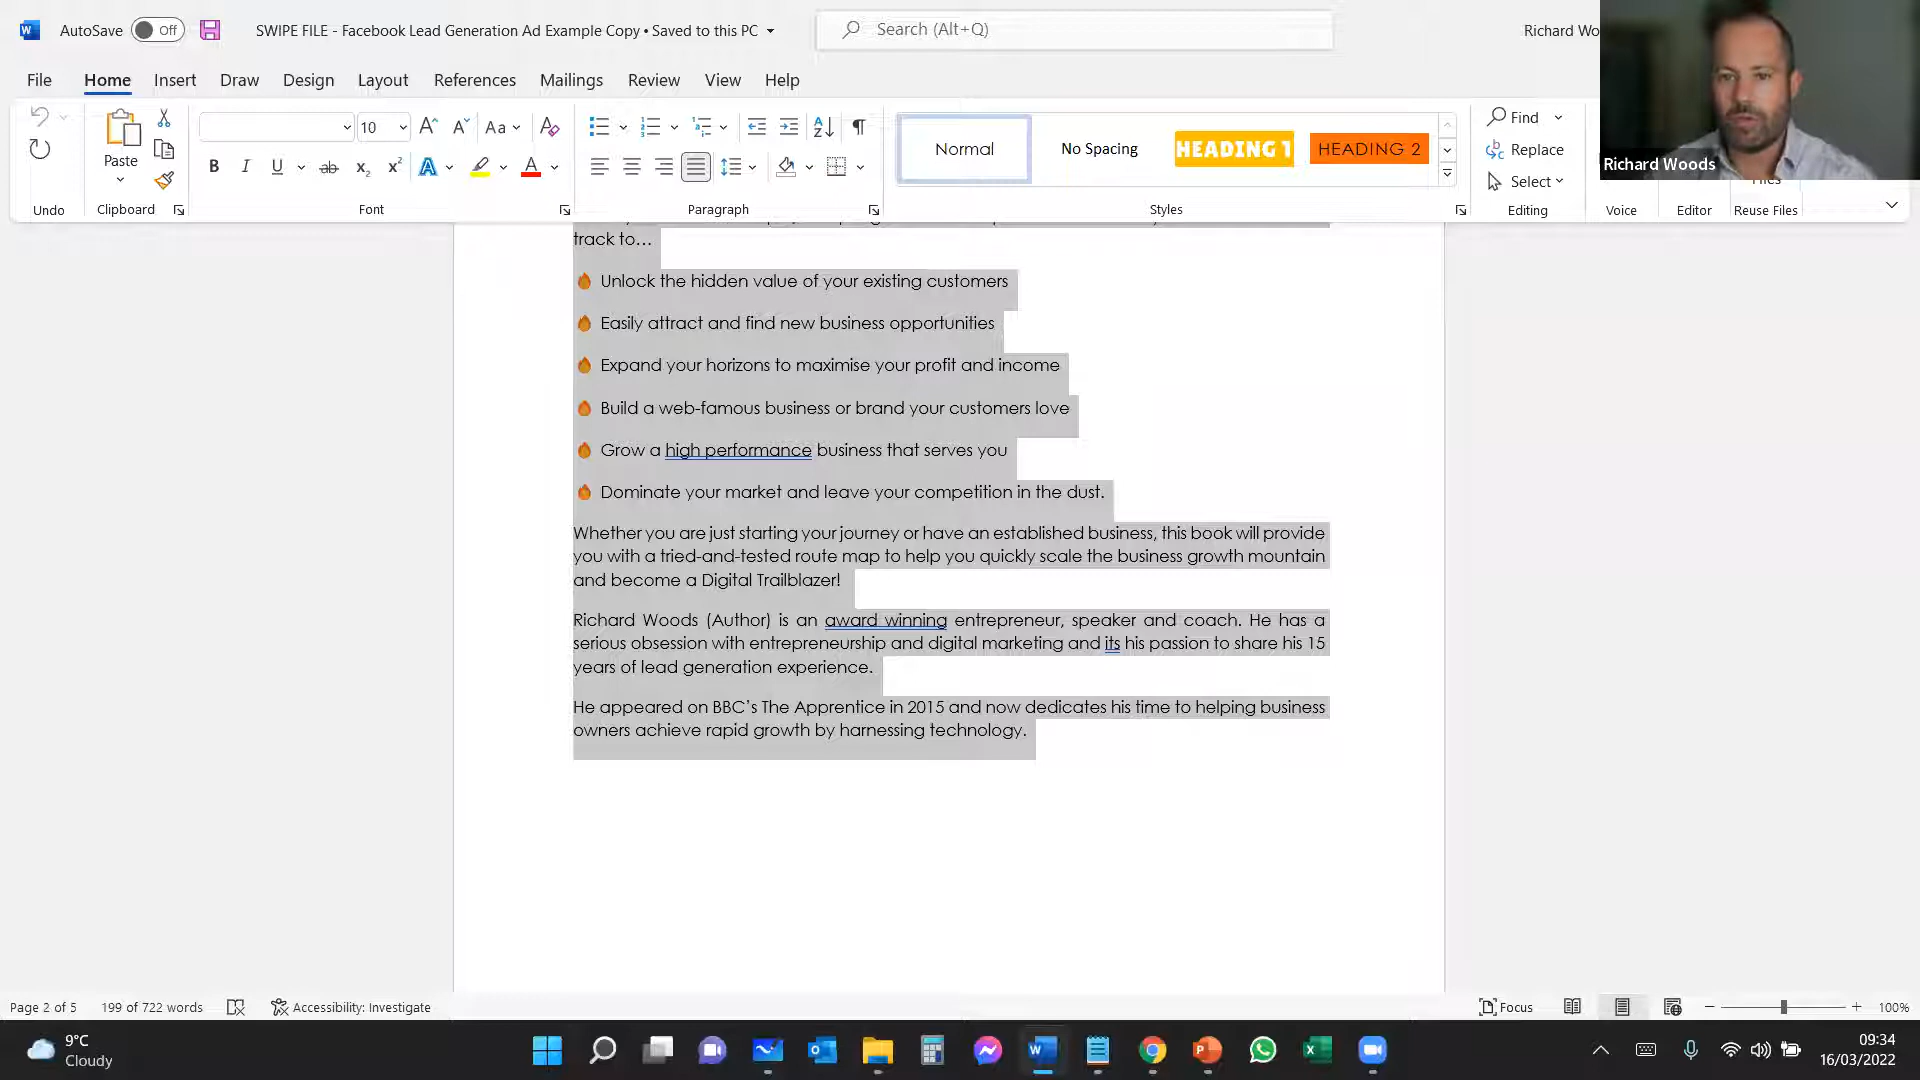 AutoSave Off SWIPE FILE - Facebook Lead Generation Ad Example Copy • Saved to this PC Search (Alt+Q) Richard Wo
File Home Insert Draw Design Layout References Mailings Review View Help
10 Aa Normal No Spacing HEADING 1 HEADING 2 Find
Paste Replace
Select
Undo Clipboard Font Paragraph Styles Editing Voice Editor Reuse Files
Richard Woods
track to...
Unlock the hidden value of your existing customers
Easily attract and find new business opportunities
Expand your horizons to maximise your profit and income
Build a web-famous business or brand your customers love
Grow a high performance business that serves you
Dominate your market and leave your competition in the dust.
Whether you are just starting your journey or have an established business, this book will provide
you with a tried-and-tested route map to help you quickly scale the business growth mountain
and become a Digital Trailblazer!
Richard Woods (Author) is an award winning entrepreneur, speaker and coach. He has a
serious obsession with entrepreneurship and digital marketing and its his passion to share his 15
years of lead generation experience.
He appeared on BBC's The Apprentice in 2015 and now dedicates his time to helping business
owners achieve rapid growth by harnessing technology.
Page 2 of 5 199 of 722 words Accessibility: Investigate Focus 100%
9°C
Cloudy
09:34
16/03/2022